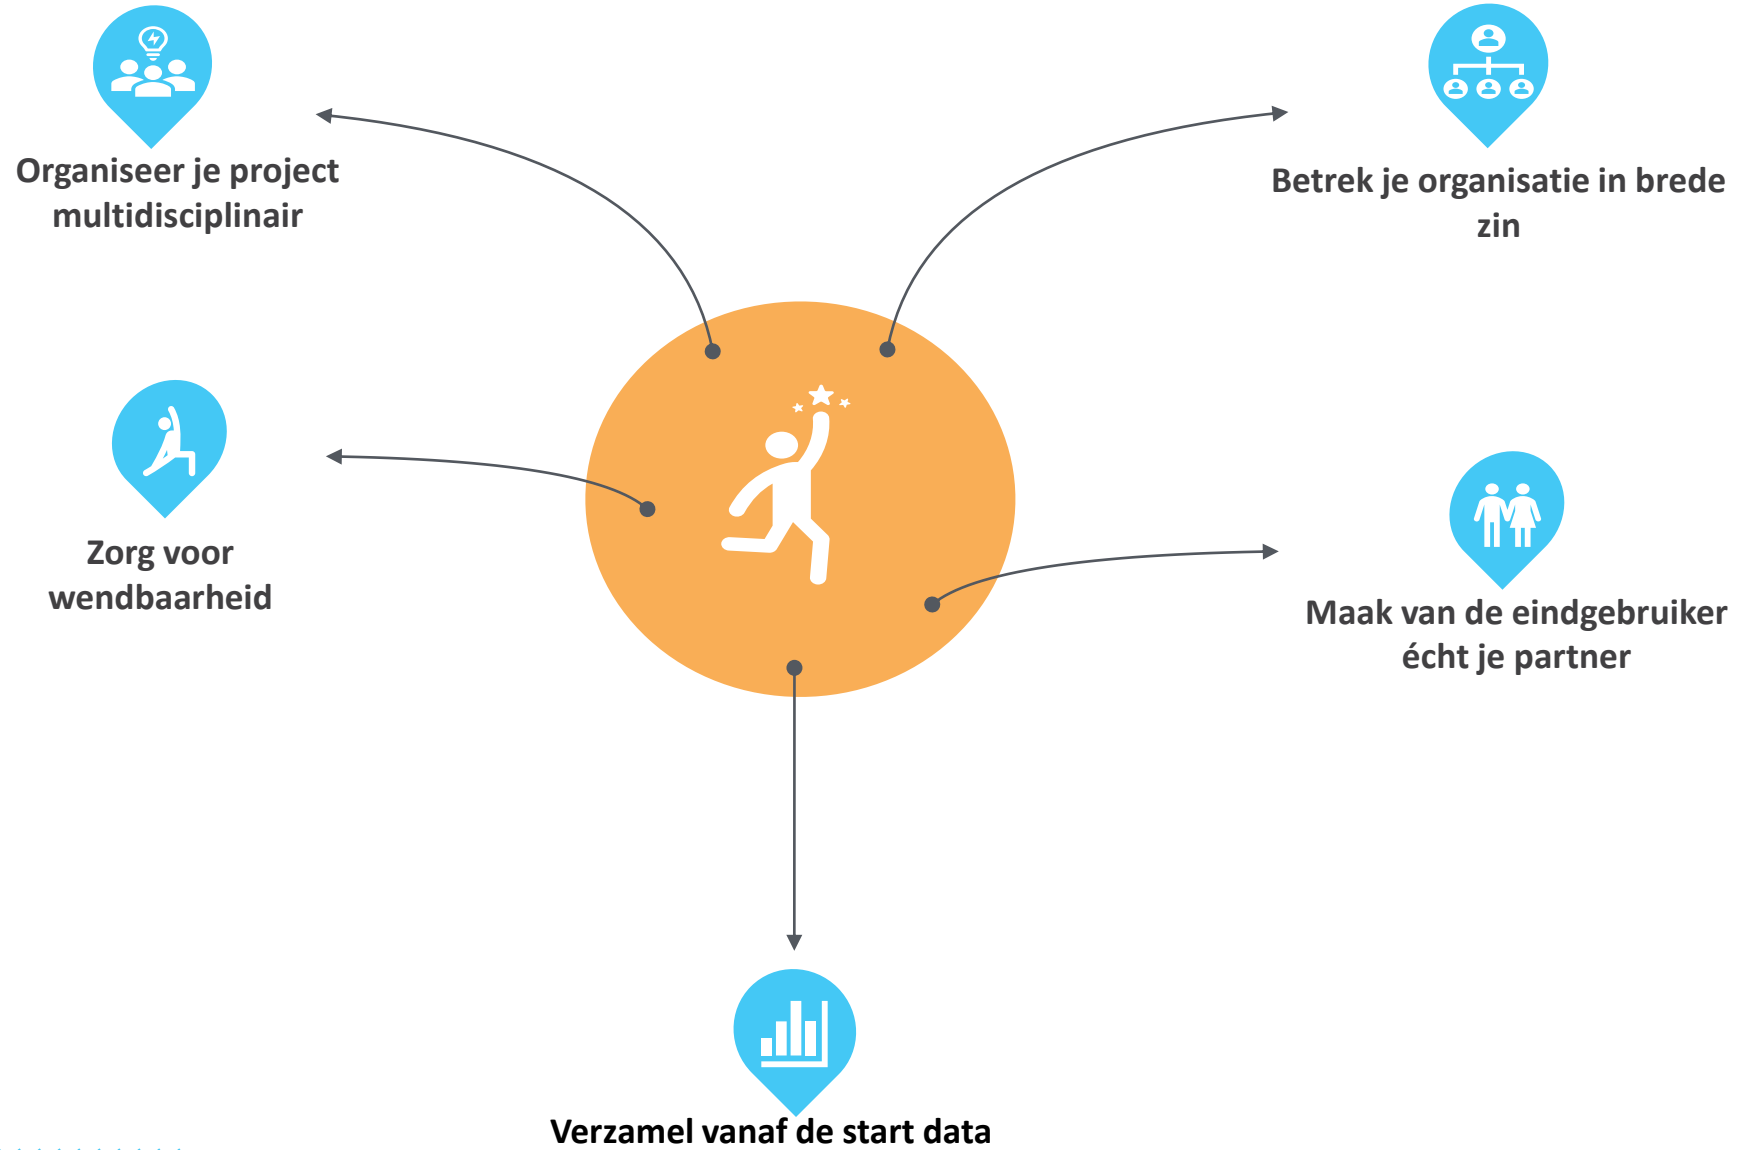 Organiseer je project
multidisciplinair
Betrek je organisatie in brede
zin
Zorg voor
wendbaarheid
Maak van de eindgebruiker
écht je partner
Verzamel vanaf de start data